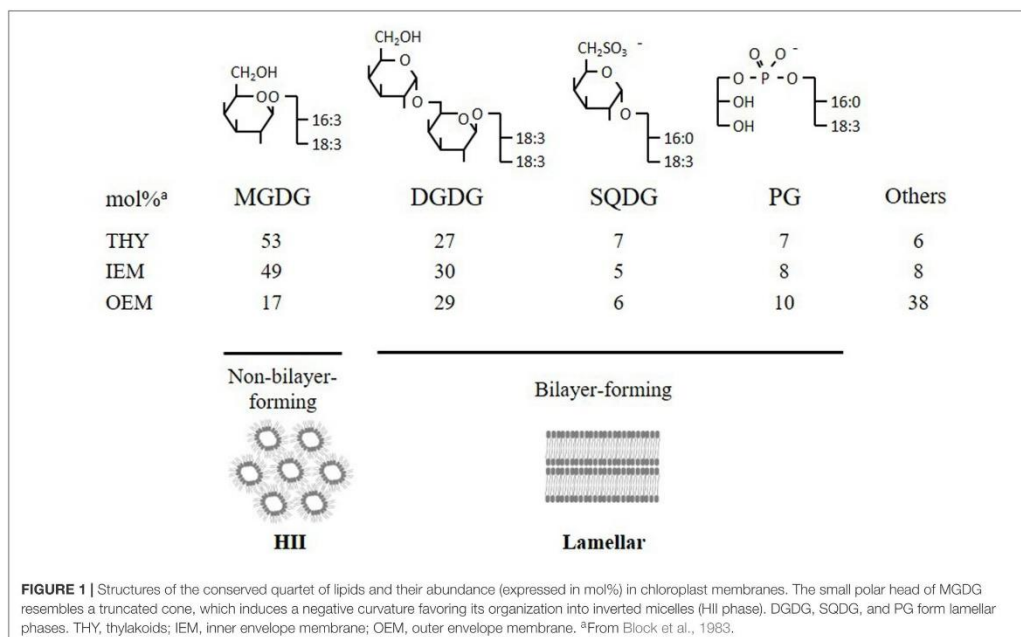 CH₂OH
O O
16:3
18:3
CH₂OH
O
O
O O
18:3
18:3
CH₂SO₃ -
O
O
16:0
18:3
O O -
O P O
OH
OH
16:0
18:3
mol%ᵃ MGDG DGDG SQDG PG Others
THY 53 27 7 7 6
IEM 49 30 5 8 8
OEM 17 29 6 10 38
Non-bilayer-
forming
Bilayer-forming
HII
Lamellar
FIGURE 1 | Structures of the conserved quartet of lipids and their abundance (expressed in mol%) in chloroplast membranes. The small polar head of MGDG
resembles a truncated cone, which induces a negative curvature favoring its organization into inverted micelles (HII phase). DGDG, SQDG, and PG form lamellar
phases. THY, thylakoids; IEM, inner envelope membrane; OEM, outer envelope membrane. ᵃFrom Block et al., 1983.